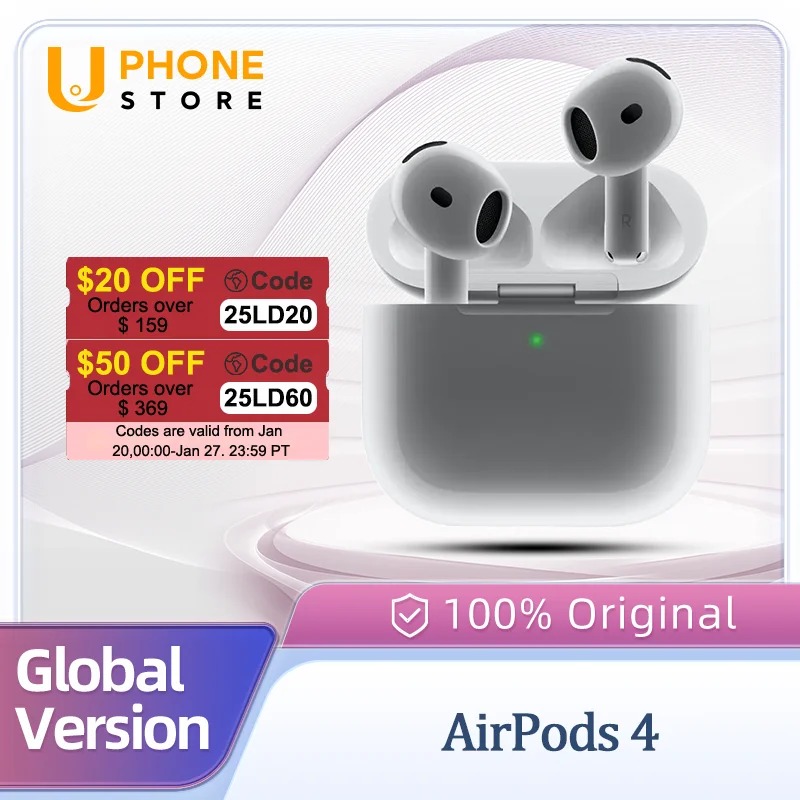 U PHONE
STORE
$20 OFF
Orders over
$ 159
Code
25LD20
$50 OFF
Orders over
$ 369
Code
25LD60
Codes are valid from Jan
20,00:00-Jan 27. 23:59 PT
R
100% Original
Global
Version
AirPods 4